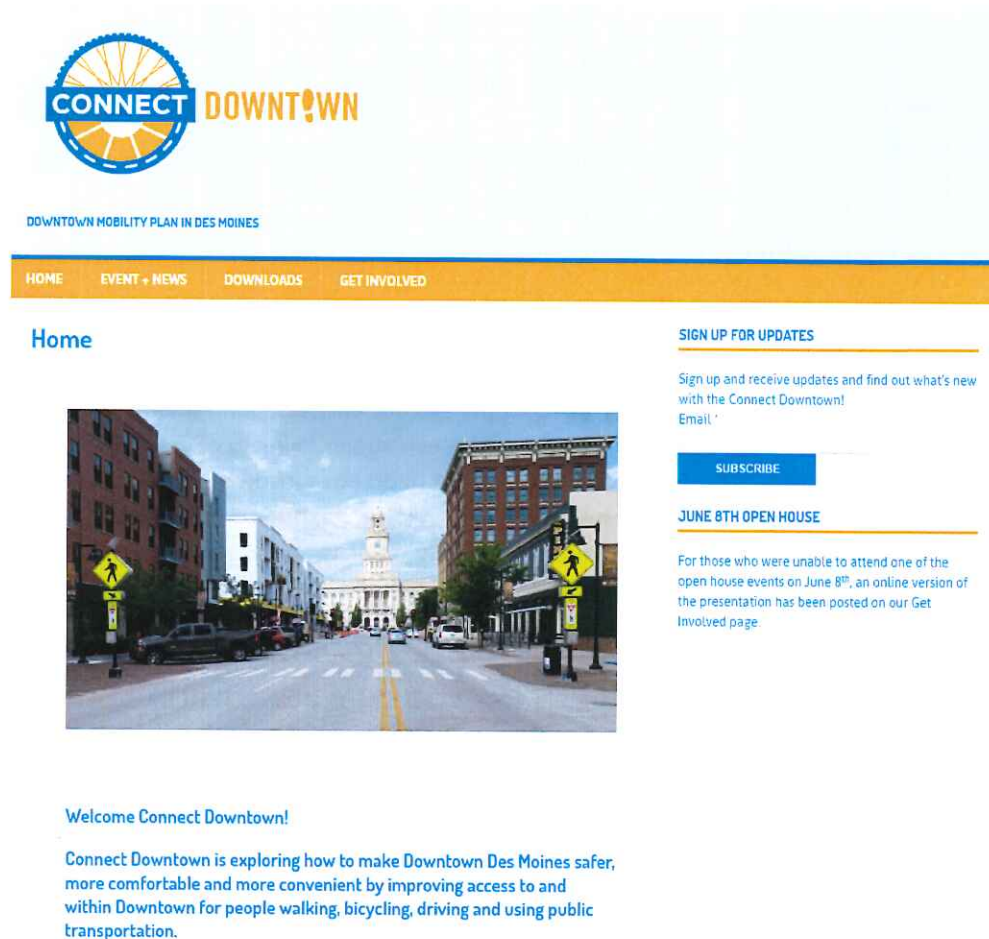 CONNECT DOWNTOWN
DOWNTOWN MOBILITY PLAN IN DES MOINES
HOME EVENT + NEWS DOWNLOADS GET INVOLVED
Home
Welcome Connect Downtown!
Connect Downtown is exploring how to make Downtown Des Moines safer,
more comfortable and more convenient by improving access to and
within Downtown for people walking, bicycling, driving and using public
transportation.
SIGN UP FOR UPDATES
Sign up and receive updates and find out what's new
with the Connect Downtown!
Email *
SUBSCRIBE
JUNE 8TH OPEN HOUSE
For those who were unable to attend one of the
open house events on June 8th, an online version of
the presentation has been posted on our Get
Involved page.